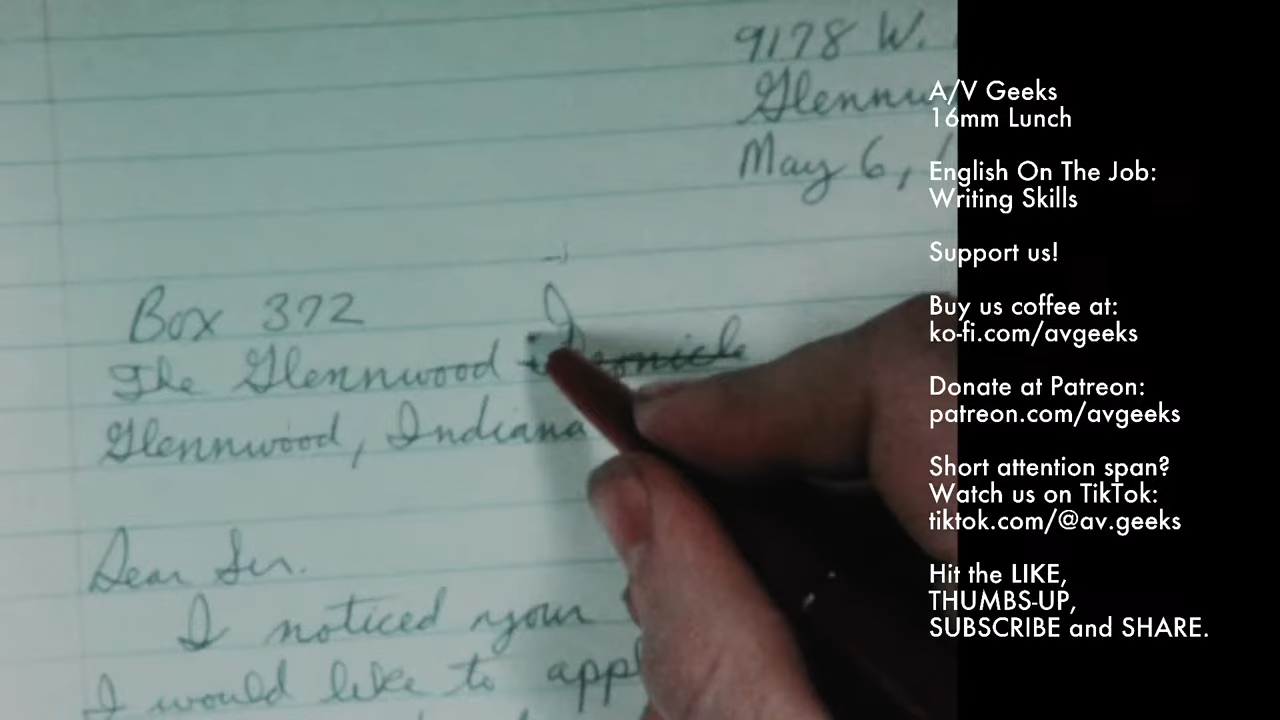 9178 W.
Glennw
May 6,
Box 372
The Glennwood Chronicle
Glennwood, Indiana
Dear Sir.
I noticed your
I would like to appl
A/V Geeks
16mm Lunch
English On The Job:
Writing Skills
Support us!
Buy us coffee at:
ko-fi.com/avgeeks
Donate at Patreon:
patreon.com/avgeeks
Short attention span?
Watch us on TikTok:
tiktok.com/@av.geeks
Hit the LIKE,
THUMBS-UP,
SUBSCRIBE and SHARE.